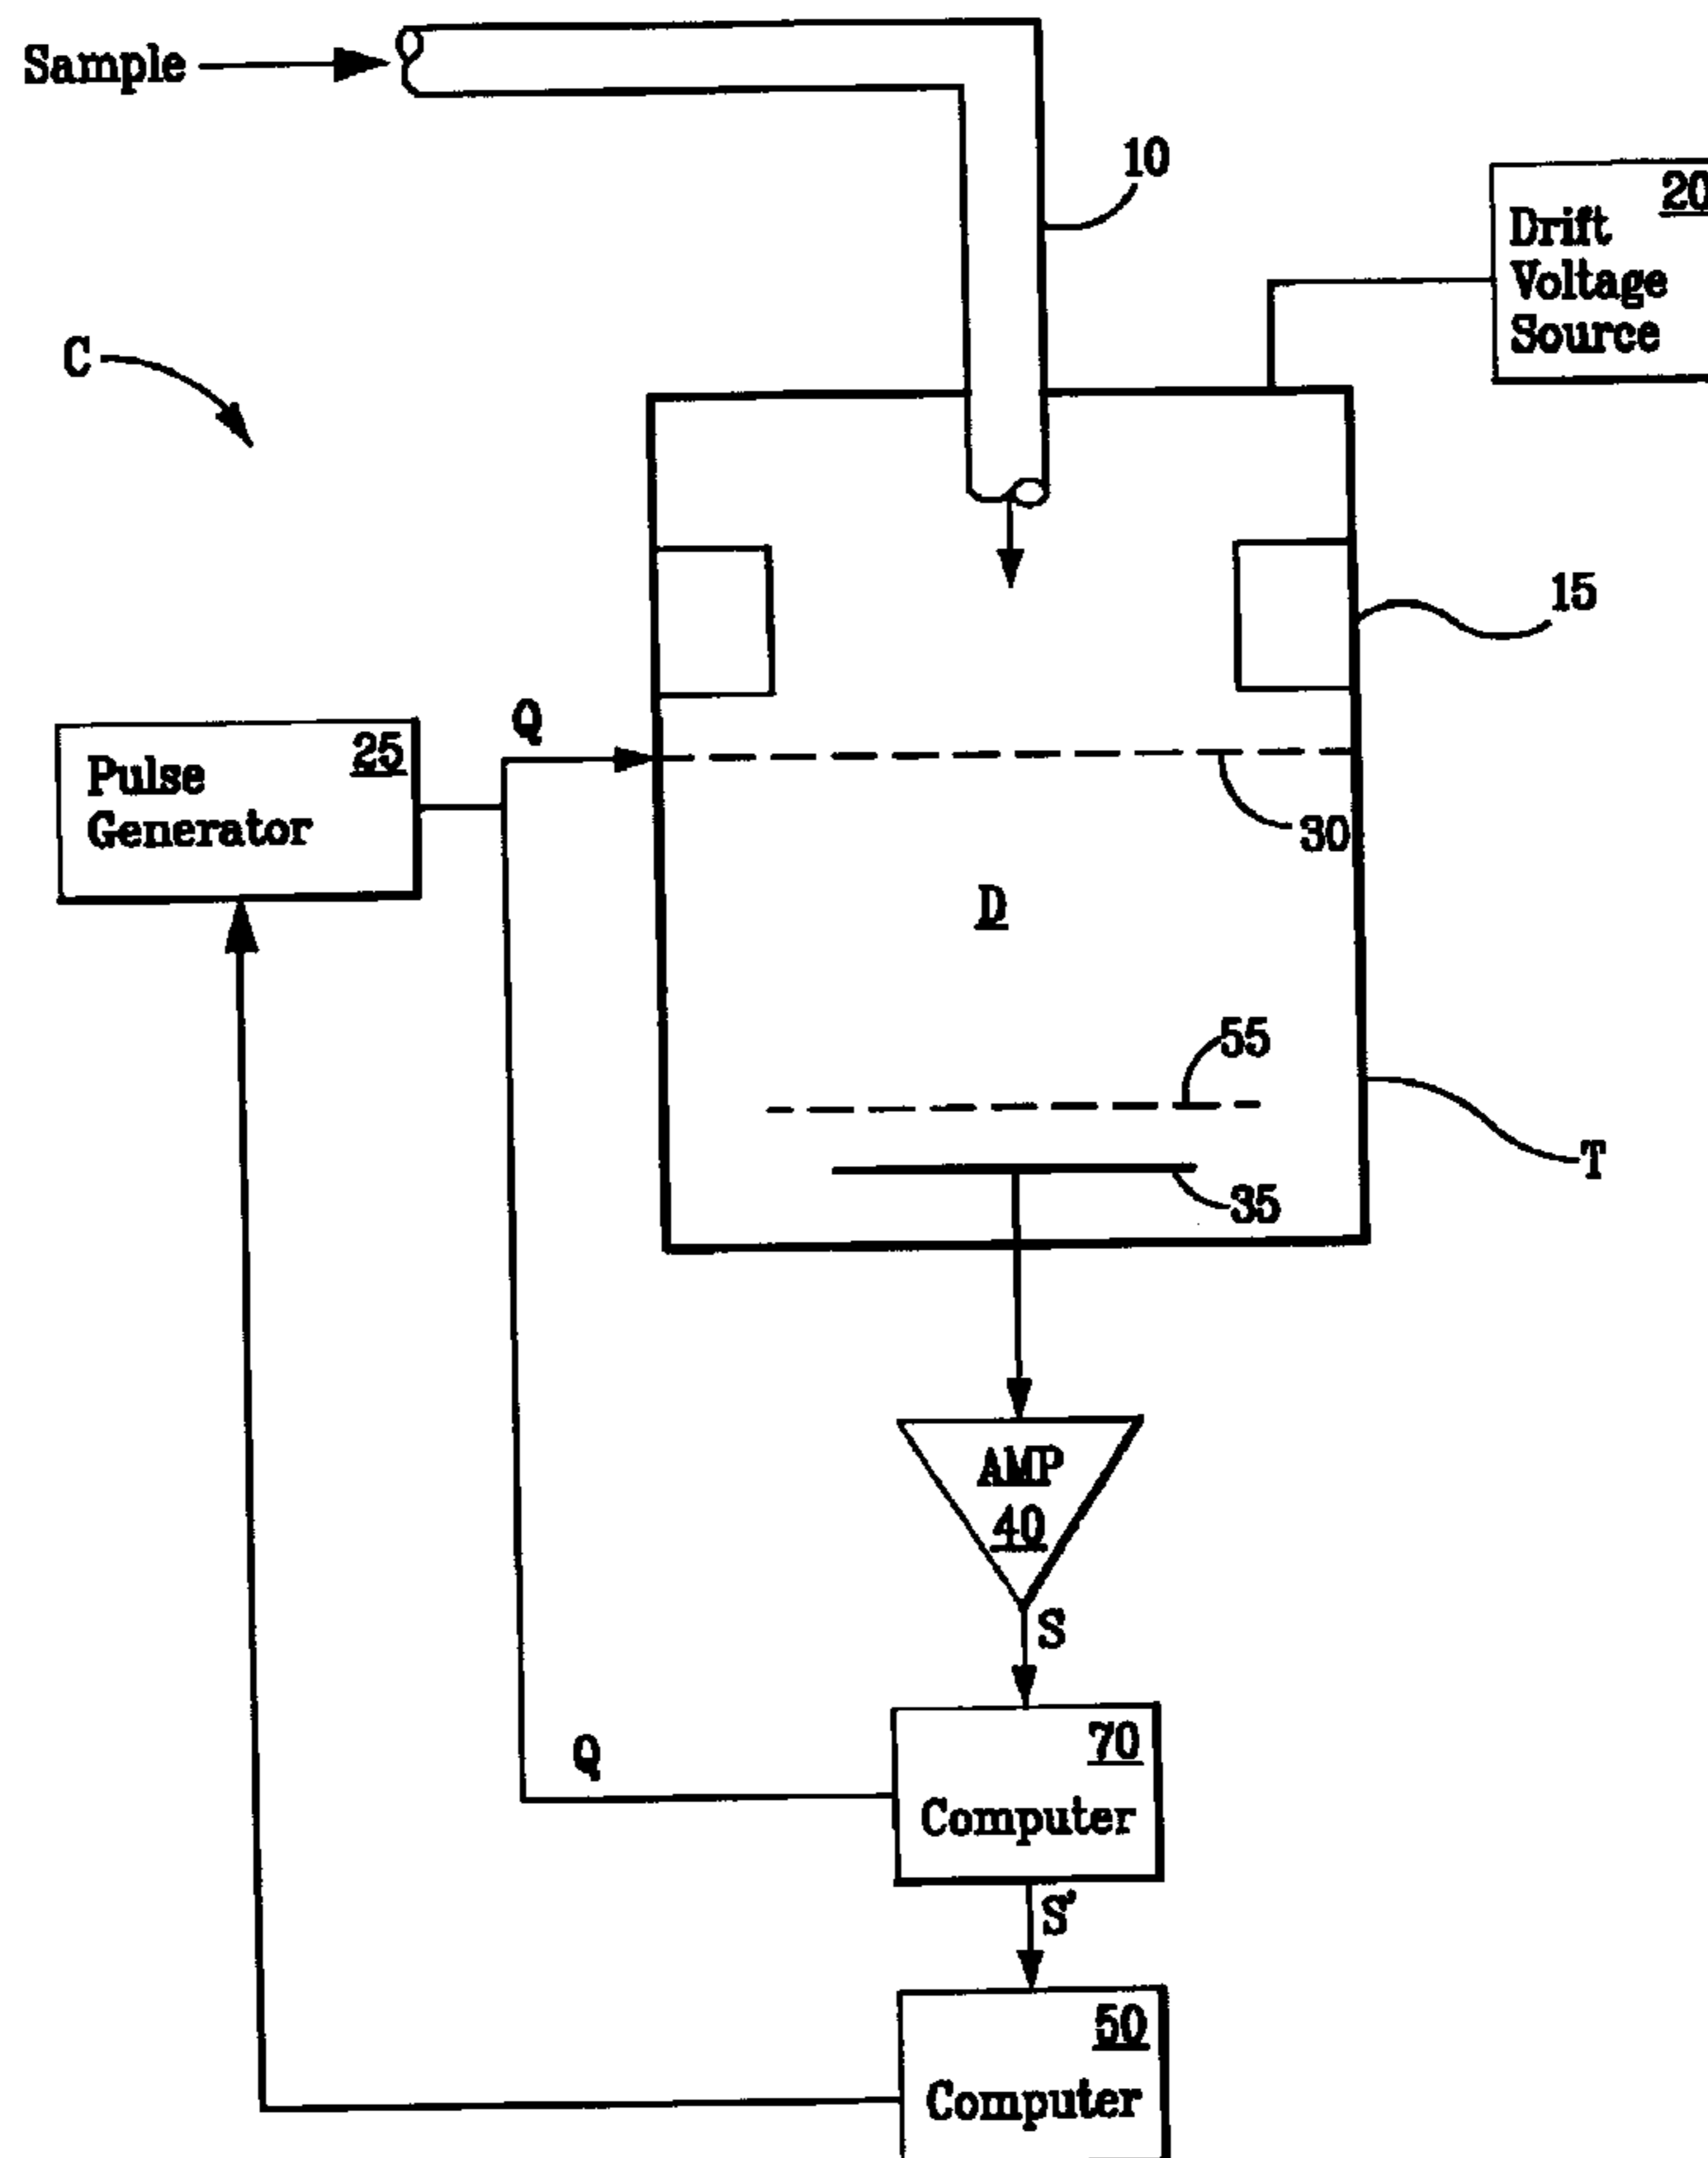 Sample
10
20
Drift
Voltage
Source
C
15
Q
25
Pulse
Generator
30
D
55
T
35
AMP
40
S
Q
70
Computer
S'
50
Computer